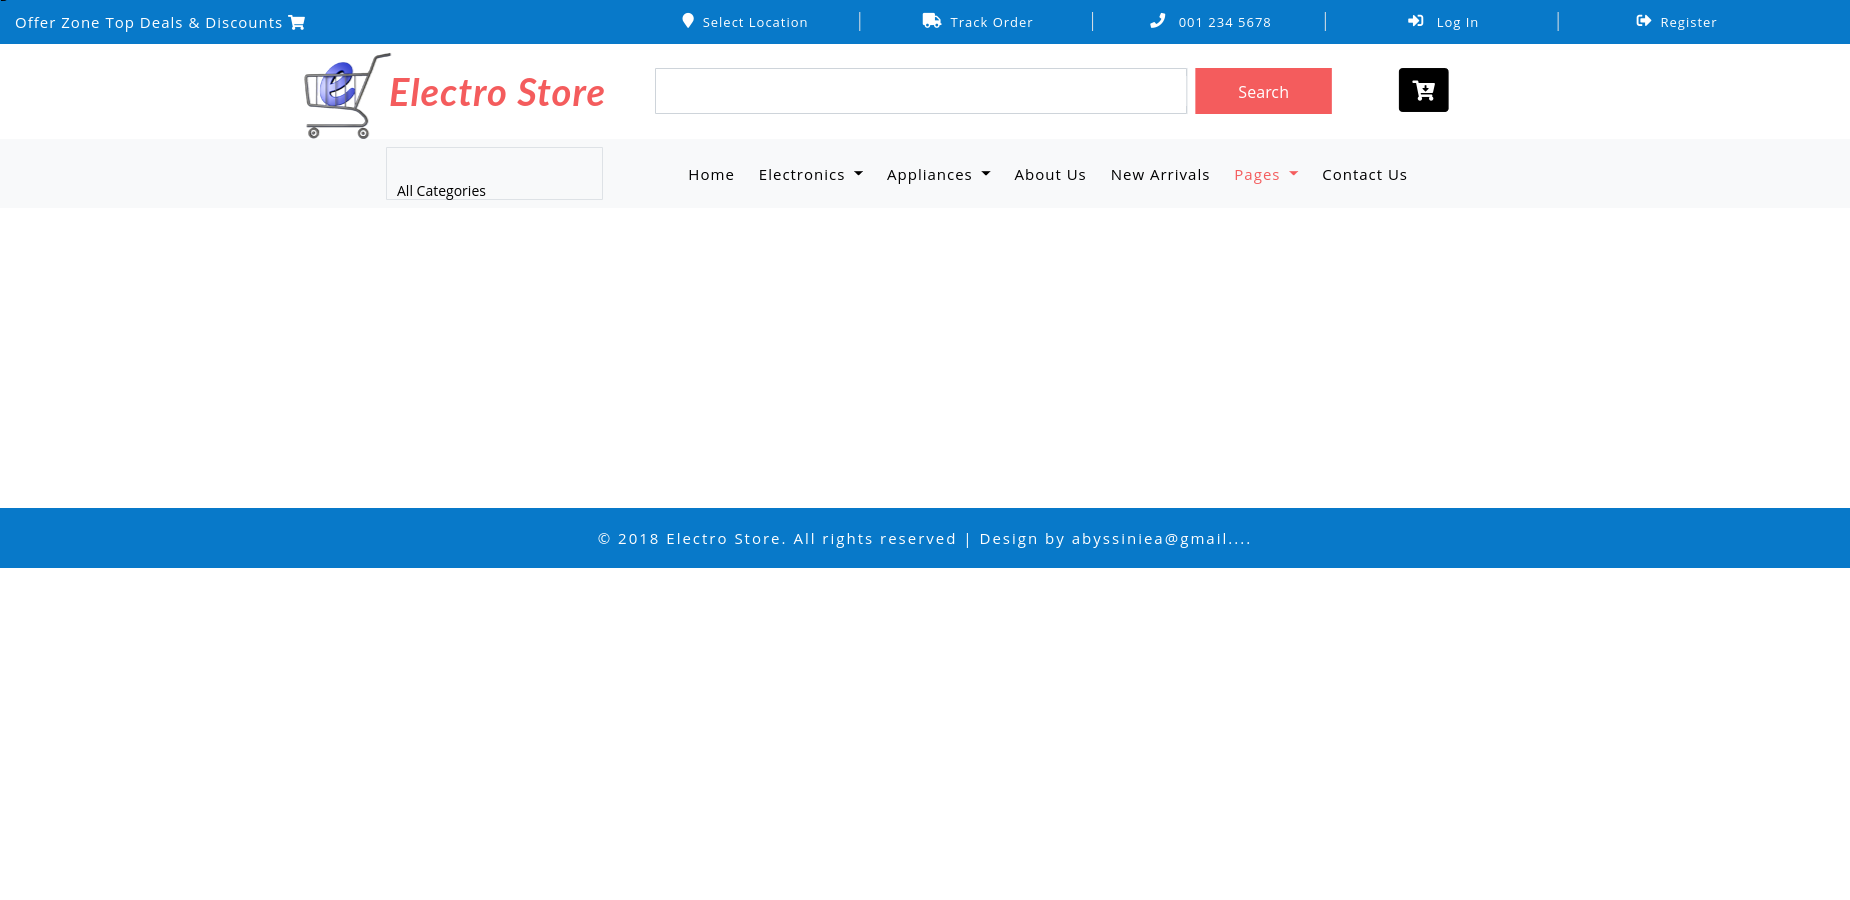 Offer Zone Top Deals & Discounts
Select Location
Track Order
001 234 5678
Log In
Register
Electro Store
Search
All Categories
Home
Electronics
Appliances
About Us
New Arrivals
Pages
Contact Us
© 2018 Electro Store. All rights reserved | Design by abyssiniea@gmail....